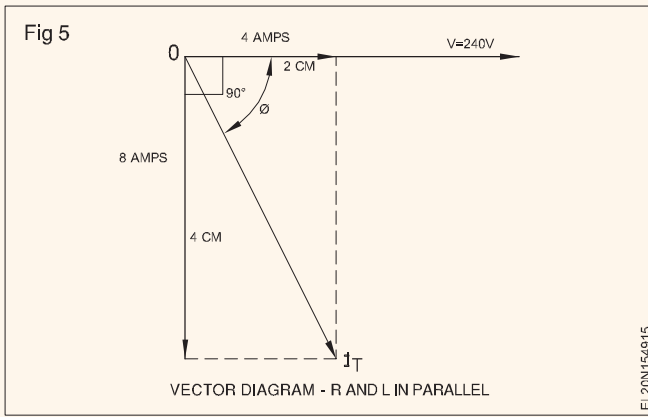 Fig 5
4 AMPS
V=240V
0
2 CM
90°
Ø
8 AMPS
4 CM
IT
VECTOR DIAGRAM - R AND L IN PARALLEL
EL20N154915